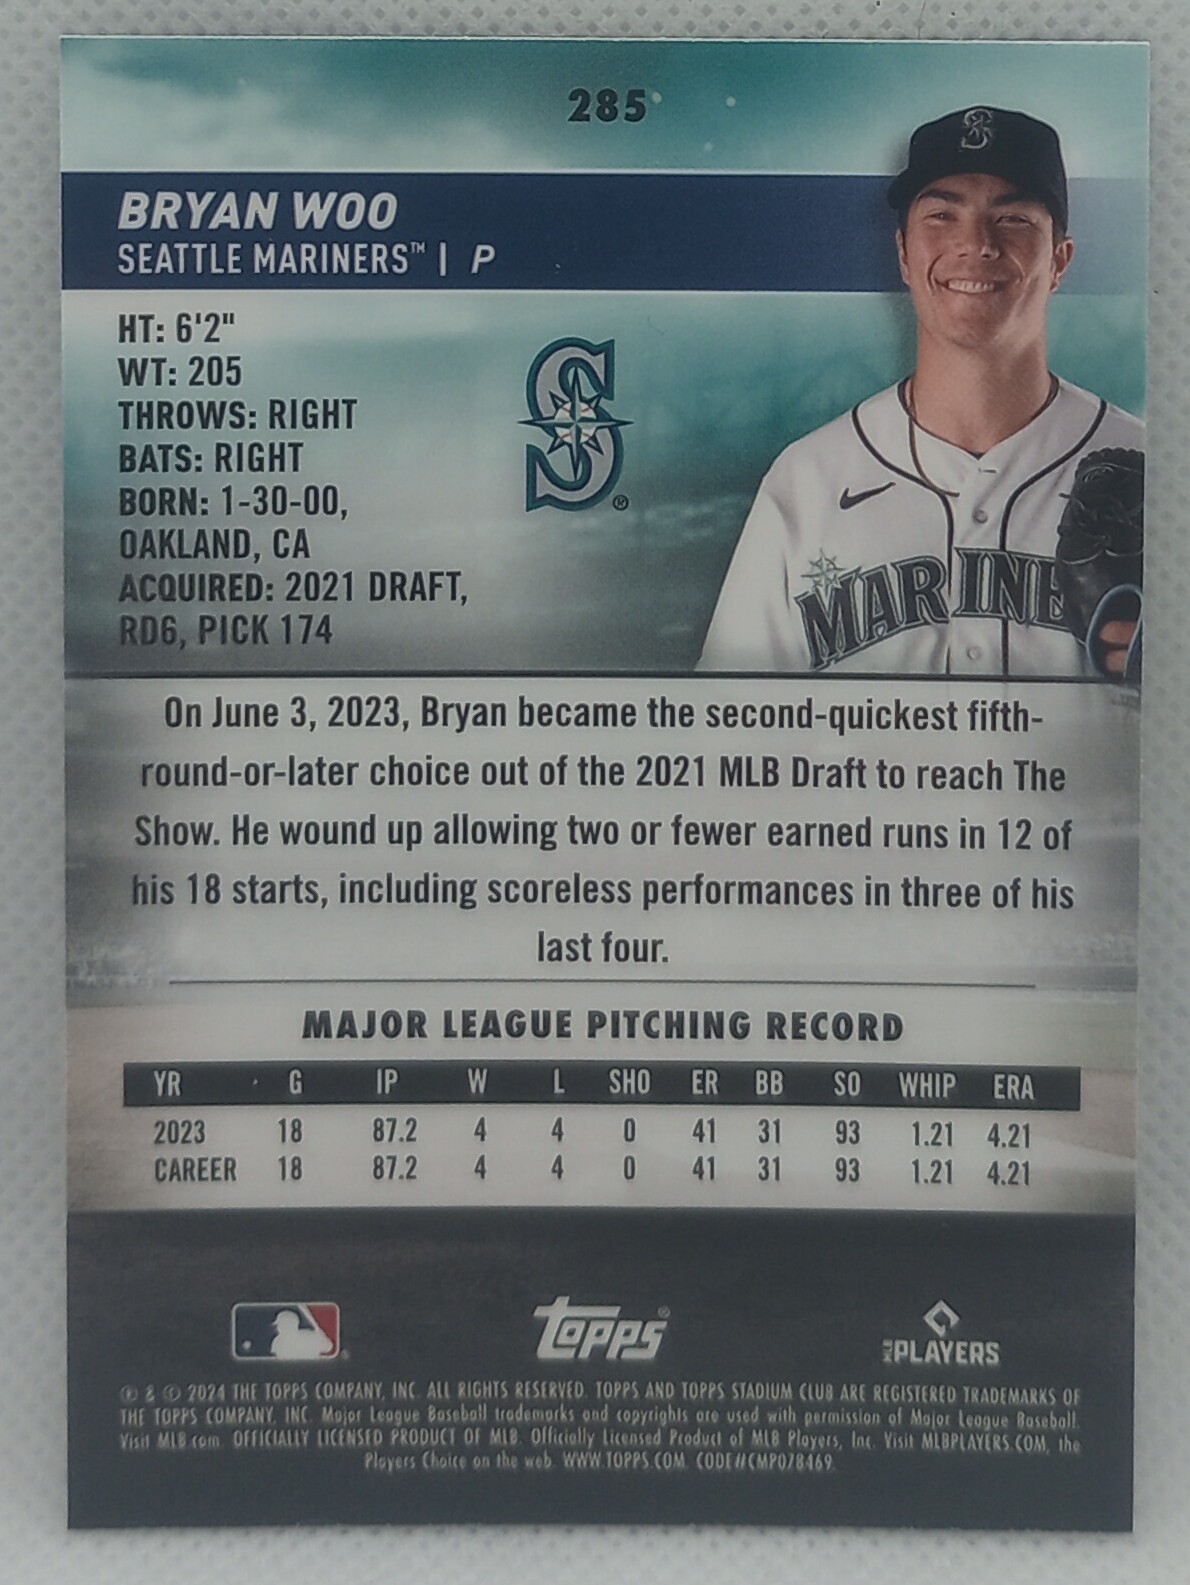 285
BRYAN WOO
SEATTLE MARINERS™ | P
HT: 6'2"
WT: 205
THROWS: RIGHT
BATS: RIGHT
BORN: 1-30-00,
OAKLAND, CA
ACQUIRED: 2021 DRAFT,
RD6, PICK 174
S
S
®
MARINE
On June 3, 2023, Bryan became the second-quickest fifth-
round-or-later choice out of the 2021 MLB Draft to reach The
Show. He wound up allowing two or fewer earned runs in 12 of
his 18 starts, including scoreless performances in three of his
last four.
MAJOR LEAGUE PITCHING RECORD
YR G IP W L SHO ER BB SO WHIP ERA
2023 18 87.2 4 4 0 41 31 93 1.21 4.21
CAREER 18 87.2 4 4 0 41 31 93 1.21 4.21
Topps®
MLB PLAYERS
® & © 2024 THE TOPPS COMPANY, INC. ALL RIGHTS RESERVED. TOPPS AND TOPPS STADIUM CLUB ARE REGISTERED TRADEMARKS OF
THE TOPPS COMPANY, INC. Major League Baseball trademarks and copyrights are used with permission of Major League Baseball.
Visit MLB.com. OFFICIALLY LICENSED PRODUCT OF MLB. Officially Licensed Product of MLB Players, Inc. Visit MLBPLAYERS.COM, the
Players Choice on the web. WWW.TOPPS.COM. CODE#CMP078469.